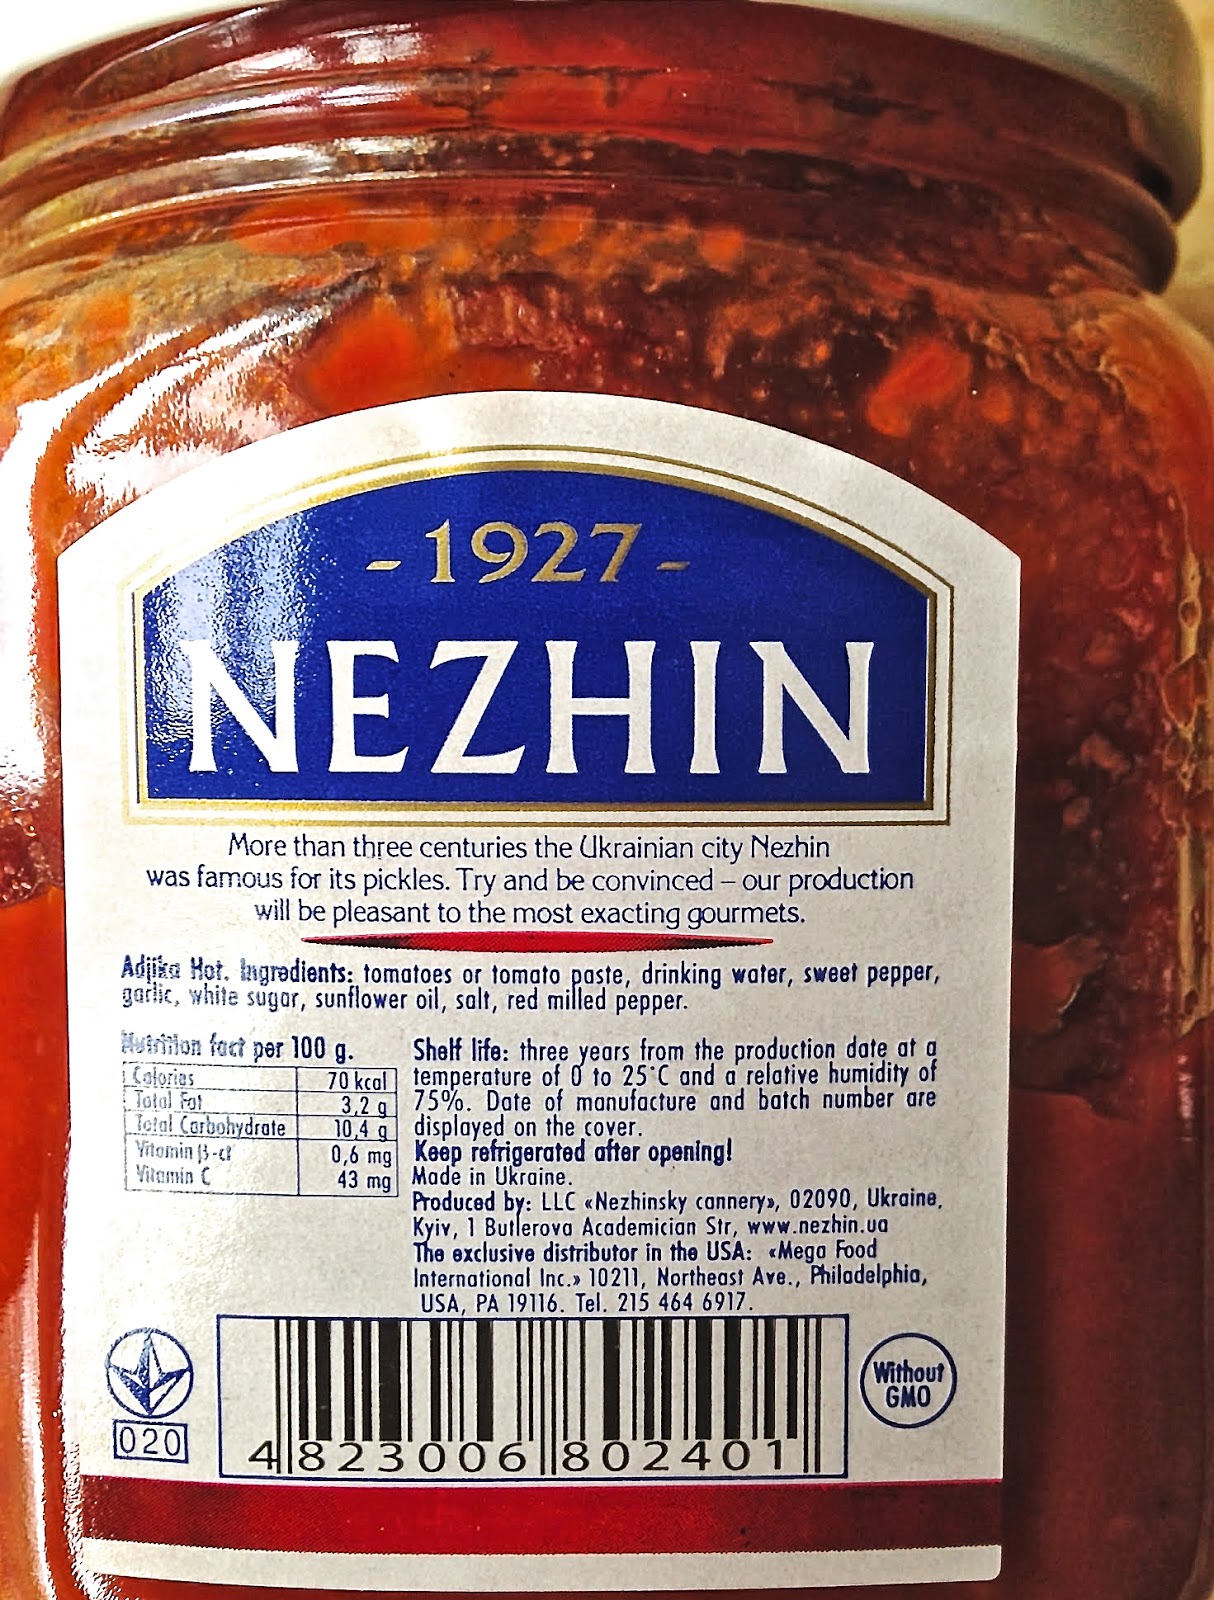 - 1927 -
NEZHIN
More than three centuries the Ukrainian city Nezhin
was famous for its pickles. Try and be convinced – our production
will be pleasant to the most exacting gourmets.
Adjika Hot. Ingredients: tomatoes or tomato paste, drinking water, sweet pepper,
garlic, white sugar, sunflower oil, salt, red milled pepper.
Nutrition fact per 100 g.
Calories 70 kcal
Total Fat 3,2 g
Total Carbohydrate 10,4 g
Vitamin β-c 0,6 mg
Vitamin C 43 mg
Shelf life: three years from the production date at a
temperature of 0 to 25°C and a relative humidity of
75%. Date of manufacture and batch number are
displayed on the cover.
Keep refrigerated after opening!
Made in Ukraine.
Produced by: LLC «Nezhinsky cannery», 02090, Ukraine,
Kyiv, 1 Butlerova Academician Str, www.nezhin.ua
The exclusive distributor in the USA: «Mega Food
International Inc.» 10211, Northeast Ave., Philadelphia,
USA, PA 19116. Tel. 215 464 6917.
020
4 823006 802401
Without
GMO